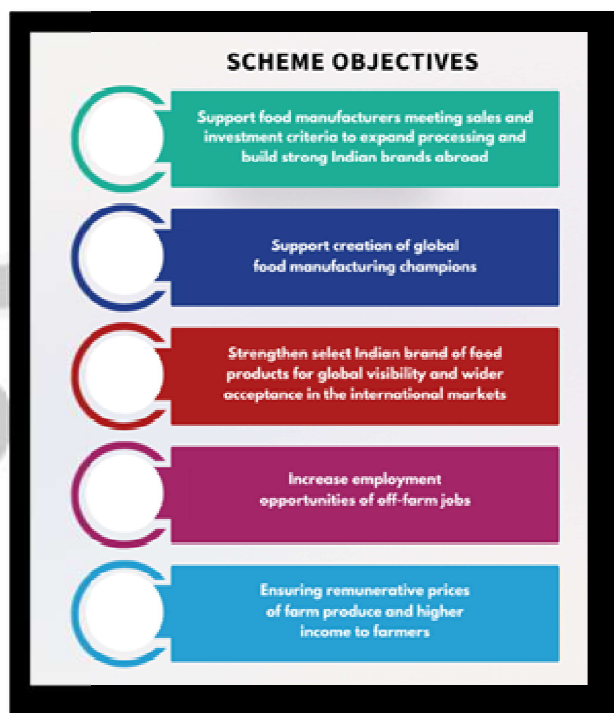 SCHEME OBJECTIVES
Support food manufacturers meeting sales and
investment criteria to expand processing and
build strong Indian brands abroad
Support creation of global
food manufacturing champions
Strengthen select Indian brand of food
products for global visibility and wider
acceptance in the international markets
Increase employment
opportunities of off-farm jobs
Ensuring remunerative prices
of farm produce and higher
income to farmers